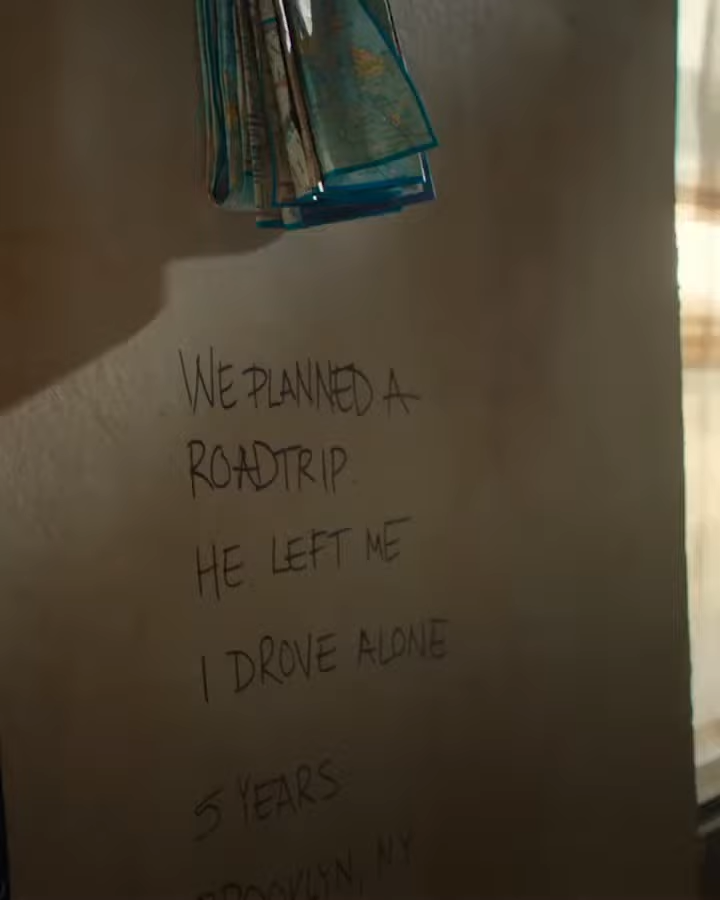 WE PLANNED A
ROADTRIP.
HE LEFT ME
I DROVE ALONE
5 YEARS
BROOKLYN, NY